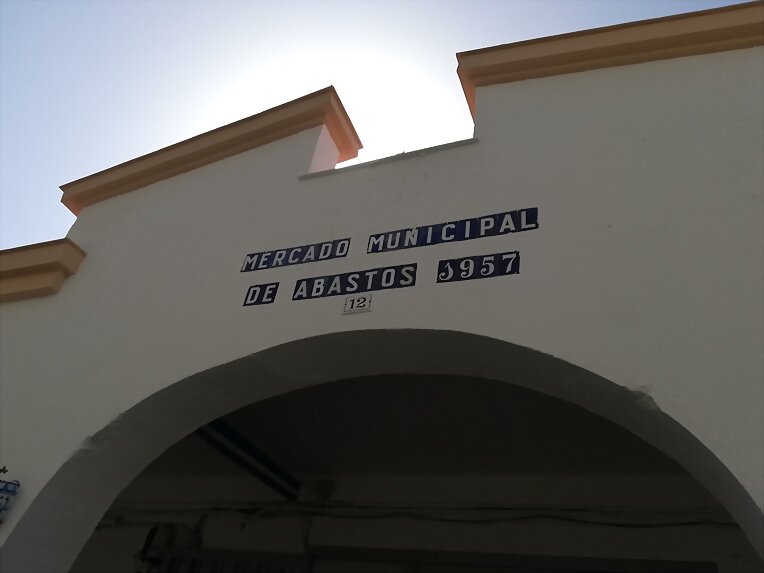 MERCADO MUNICIPAL
DE ABASTOS 1957
12